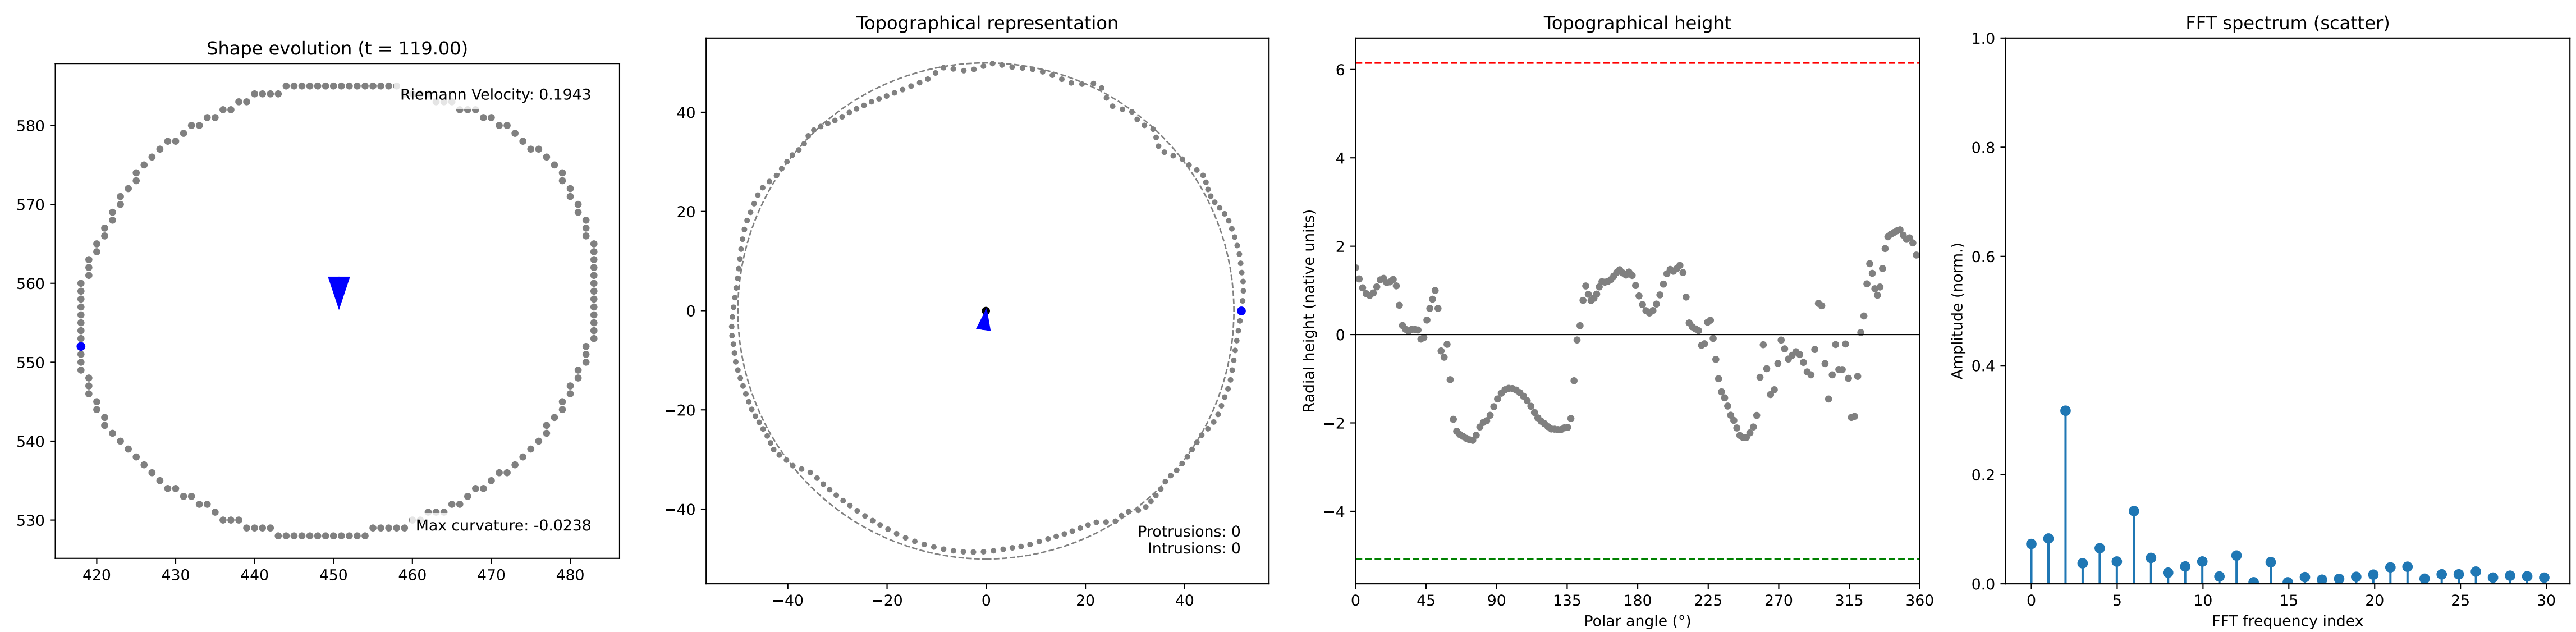 Shape evolution (t = 119.00)
580
570
560
550
540
530
420 430 440 450 460 470 480
Riemann Velocity: 0.1943
Max curvature: -0.0238
Topographical representation
40
20
0
−20
−40
−40 −20 0 20 40
Protrusions: 0
Intrusions: 0
Topographical height
Radial height (native units)
6
4
2
0
−2
−4
0 45 90 135 180 225 270 315 360
Polar angle (°)
FFT spectrum (scatter)
Amplitude (norm.)
1.0
0.8
0.6
0.4
0.2
0.0
0 5 10 15 20 25 30
FFT frequency index